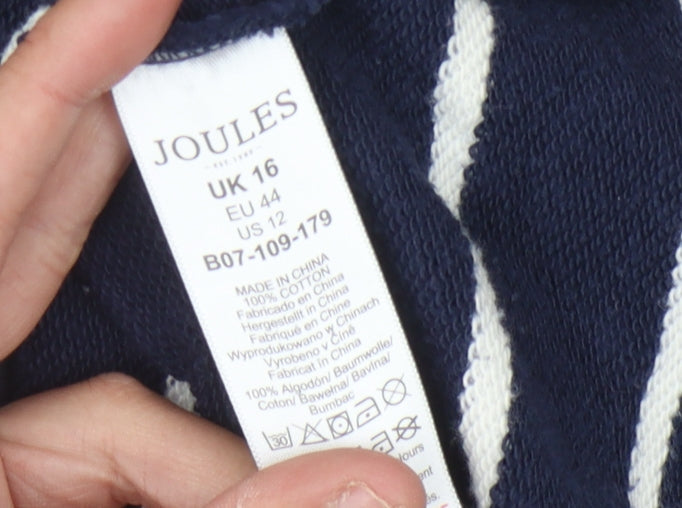 JOULES
UK 16
EU 44
US 12
B07-109-179
MADE IN CHINA
100% COTTON
Fabricado en China
Hergestellt in China
Fabriqué en Chine
Wyprodukowano w Chinach
Vyrobeno v Číně
Fabricat in China
100% Algodón/ Baumwolle/
Coton/ Bawełna/ Bavlna/
Bumbac
30